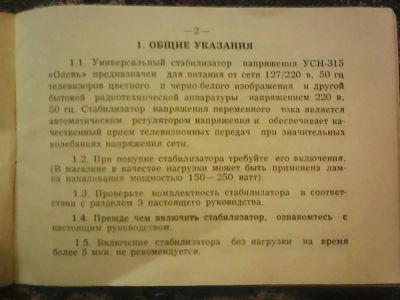 —2—
1. ОБЩИЕ УКАЗАНИЯ
1.1. Универсальный стабилизатор напряжения УСН-315
«Олень» предназначен для питания от сети 127/220 в, 50 гц
телевизоров цветного и черно-белого изображения и другой
бытовой радиотехнической аппаратуры напряжением 220 в,
50 гц. Стабилизатор напряжения переменного тока является
автоматическим регулятором напряжения и обеспечивает ка-
чественный прием телевизионных передач при значительных
колебаниях напряжения сети.
1.2. При покупке стабилизатора требуйте его включения.
(В магазине в качестве нагрузки может быть применена лам-
па накаливания мощностью 150—250 ватт).
1.3. Проверьте комплектность стабилизатора в соответ-
ствии с разделом 3 настоящего руководства.
1.4. Прежде чем включить стабилизатор, ознакомьтесь с
настоящим руководством.
1.5. Включение стабилизатора без нагрузки на время
более 5 мин. не рекомендуется.